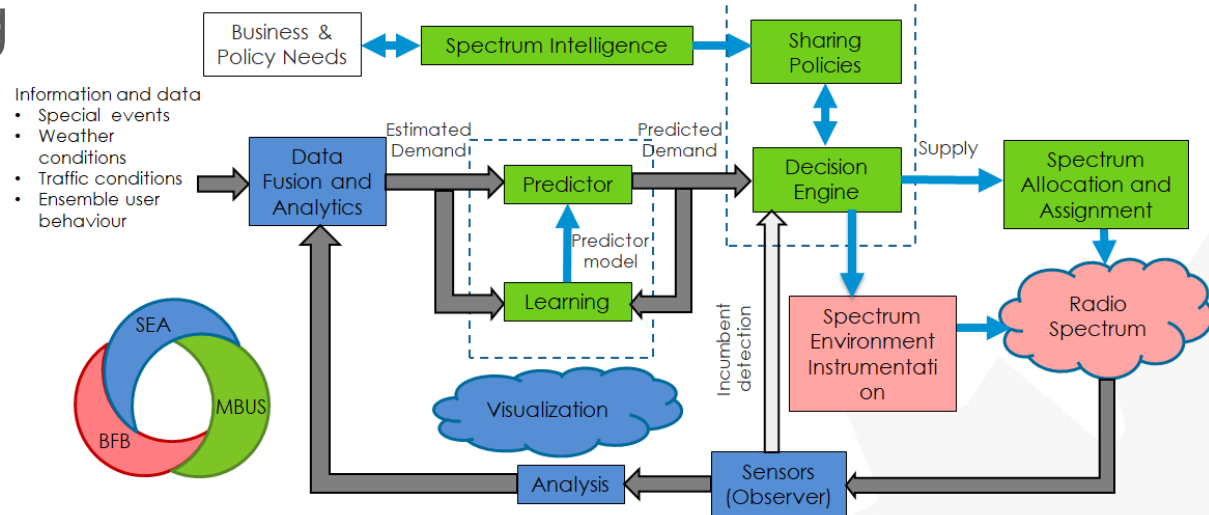 g
Business &
Policy Needs
Spectrum Intelligence
Sharing
Policies
Information and data
• Special events
• Weather
conditions
• Traffic conditions
• Ensemble user
behaviour
Data
Fusion and
Analytics
Estimated
Demand
Predictor
Predictor
model
Learning
Predicted
Demand
Decision
Engine
Supply
Spectrum
Allocation and
Assignment
Spectrum
Environment
Instrumentati
on
Radio
Spectrum
Incumbent
detection
SEA
MBUS
BFB
Visualization
Analysis
Sensors
(Observer)